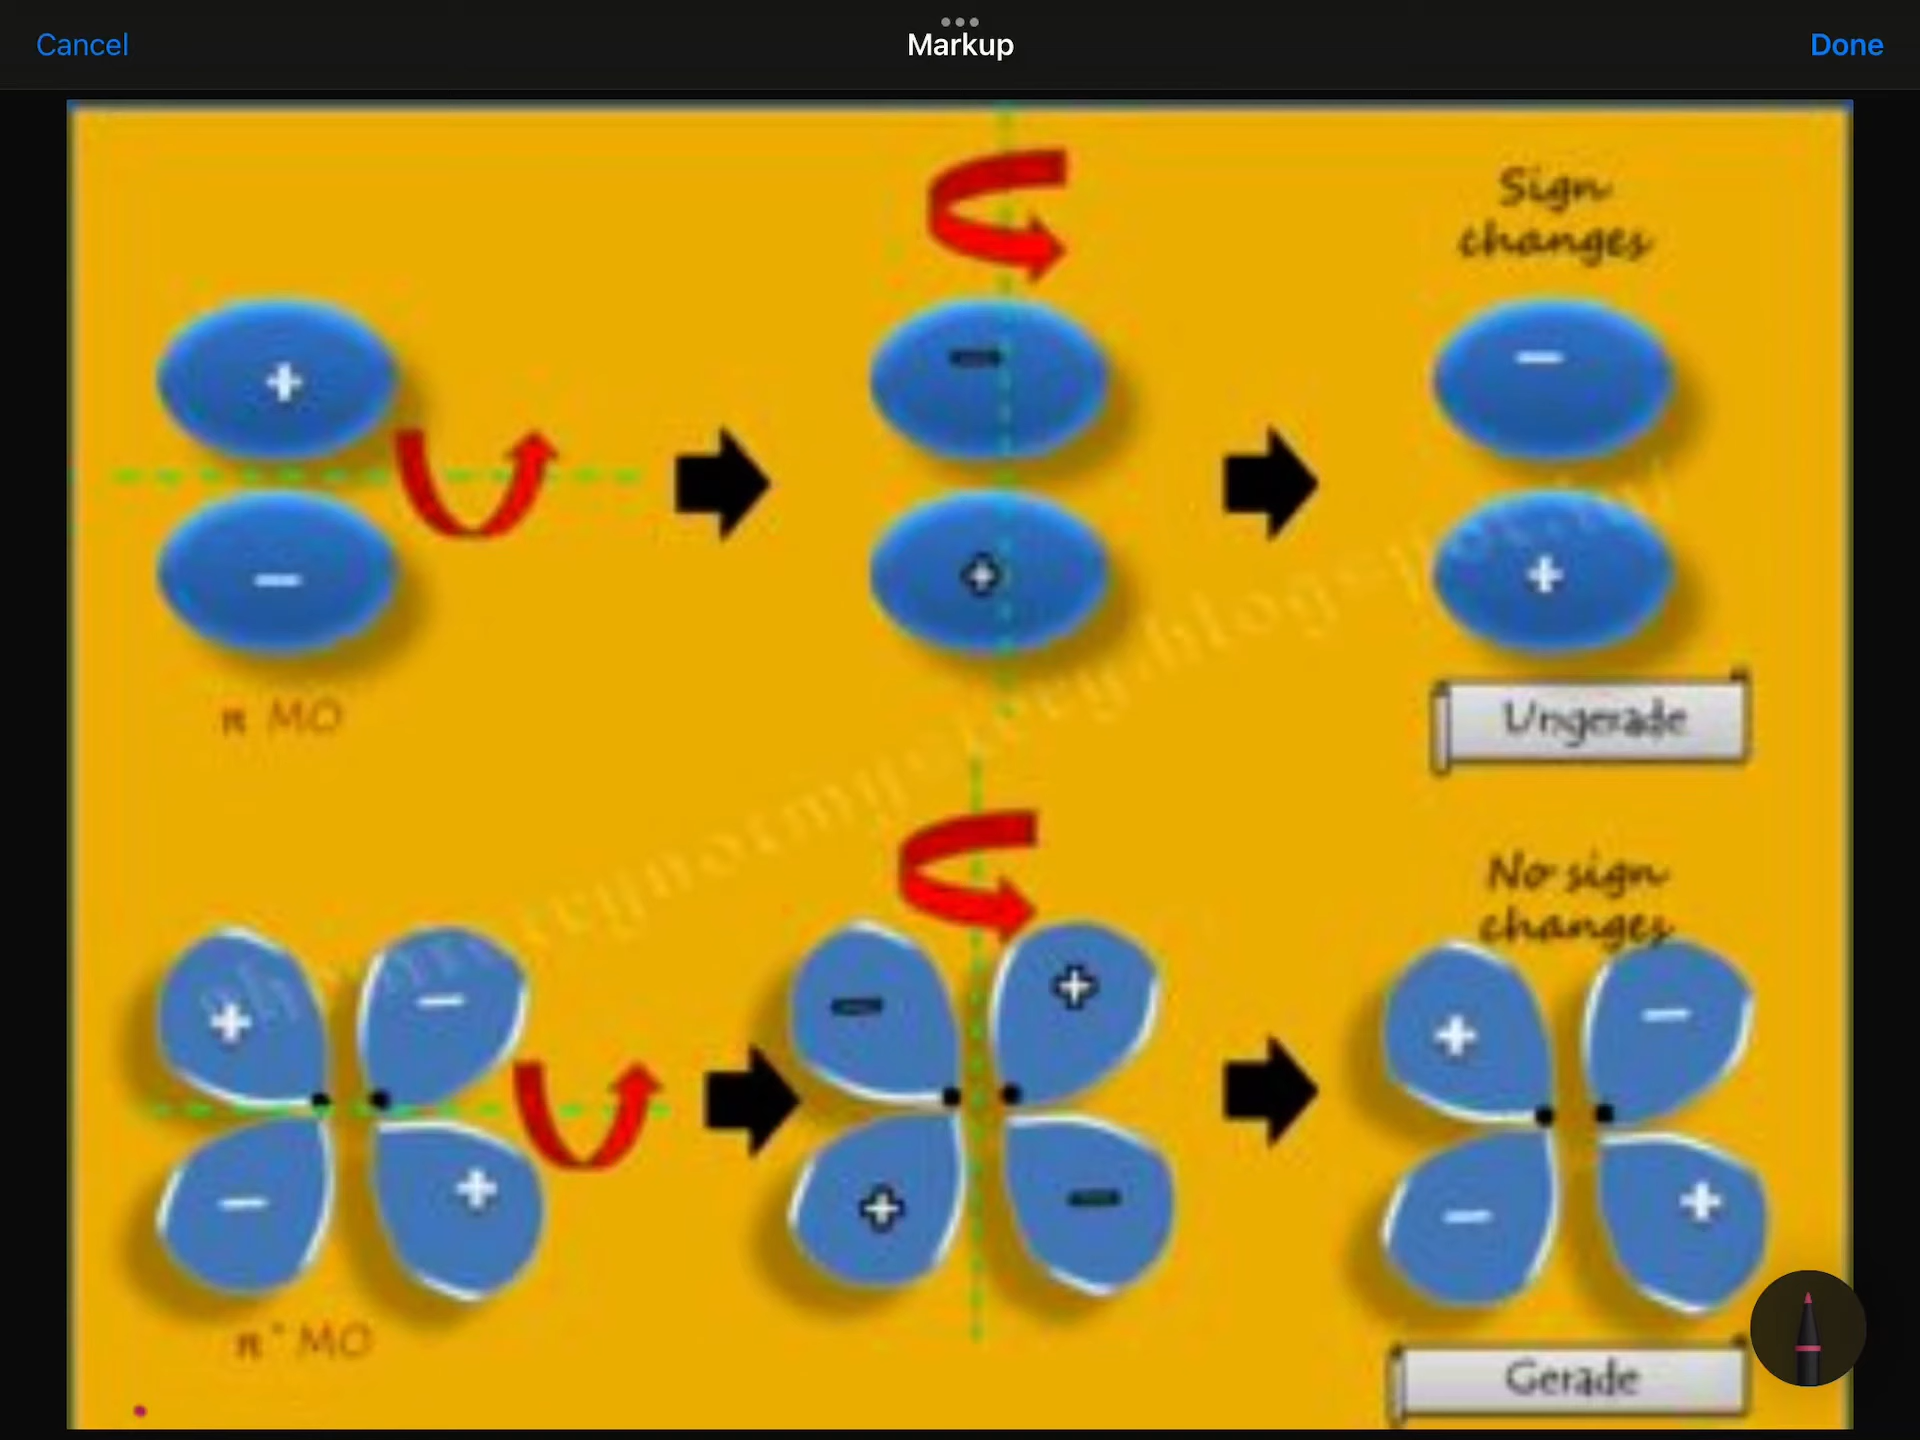 Cancel
Markup
Done
Sign
changes
+
−
+
−
−
+
π MO
Ungerade
No sign
changes
+
−
−
+
+
−
−
+
+
−
−
+
π* MO
Gerade